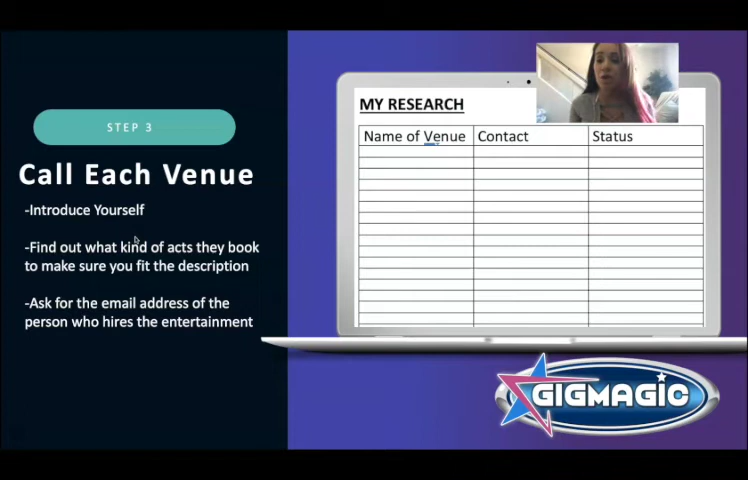 STEP 3
Call Each Venue
-Introduce Yourself
-Find out what kind of acts they book
to make sure you fit the description
-Ask for the email address of the
person who hires the entertainment
MY RESEARCH
Name of Venue Contact Status
GIGMAGIC